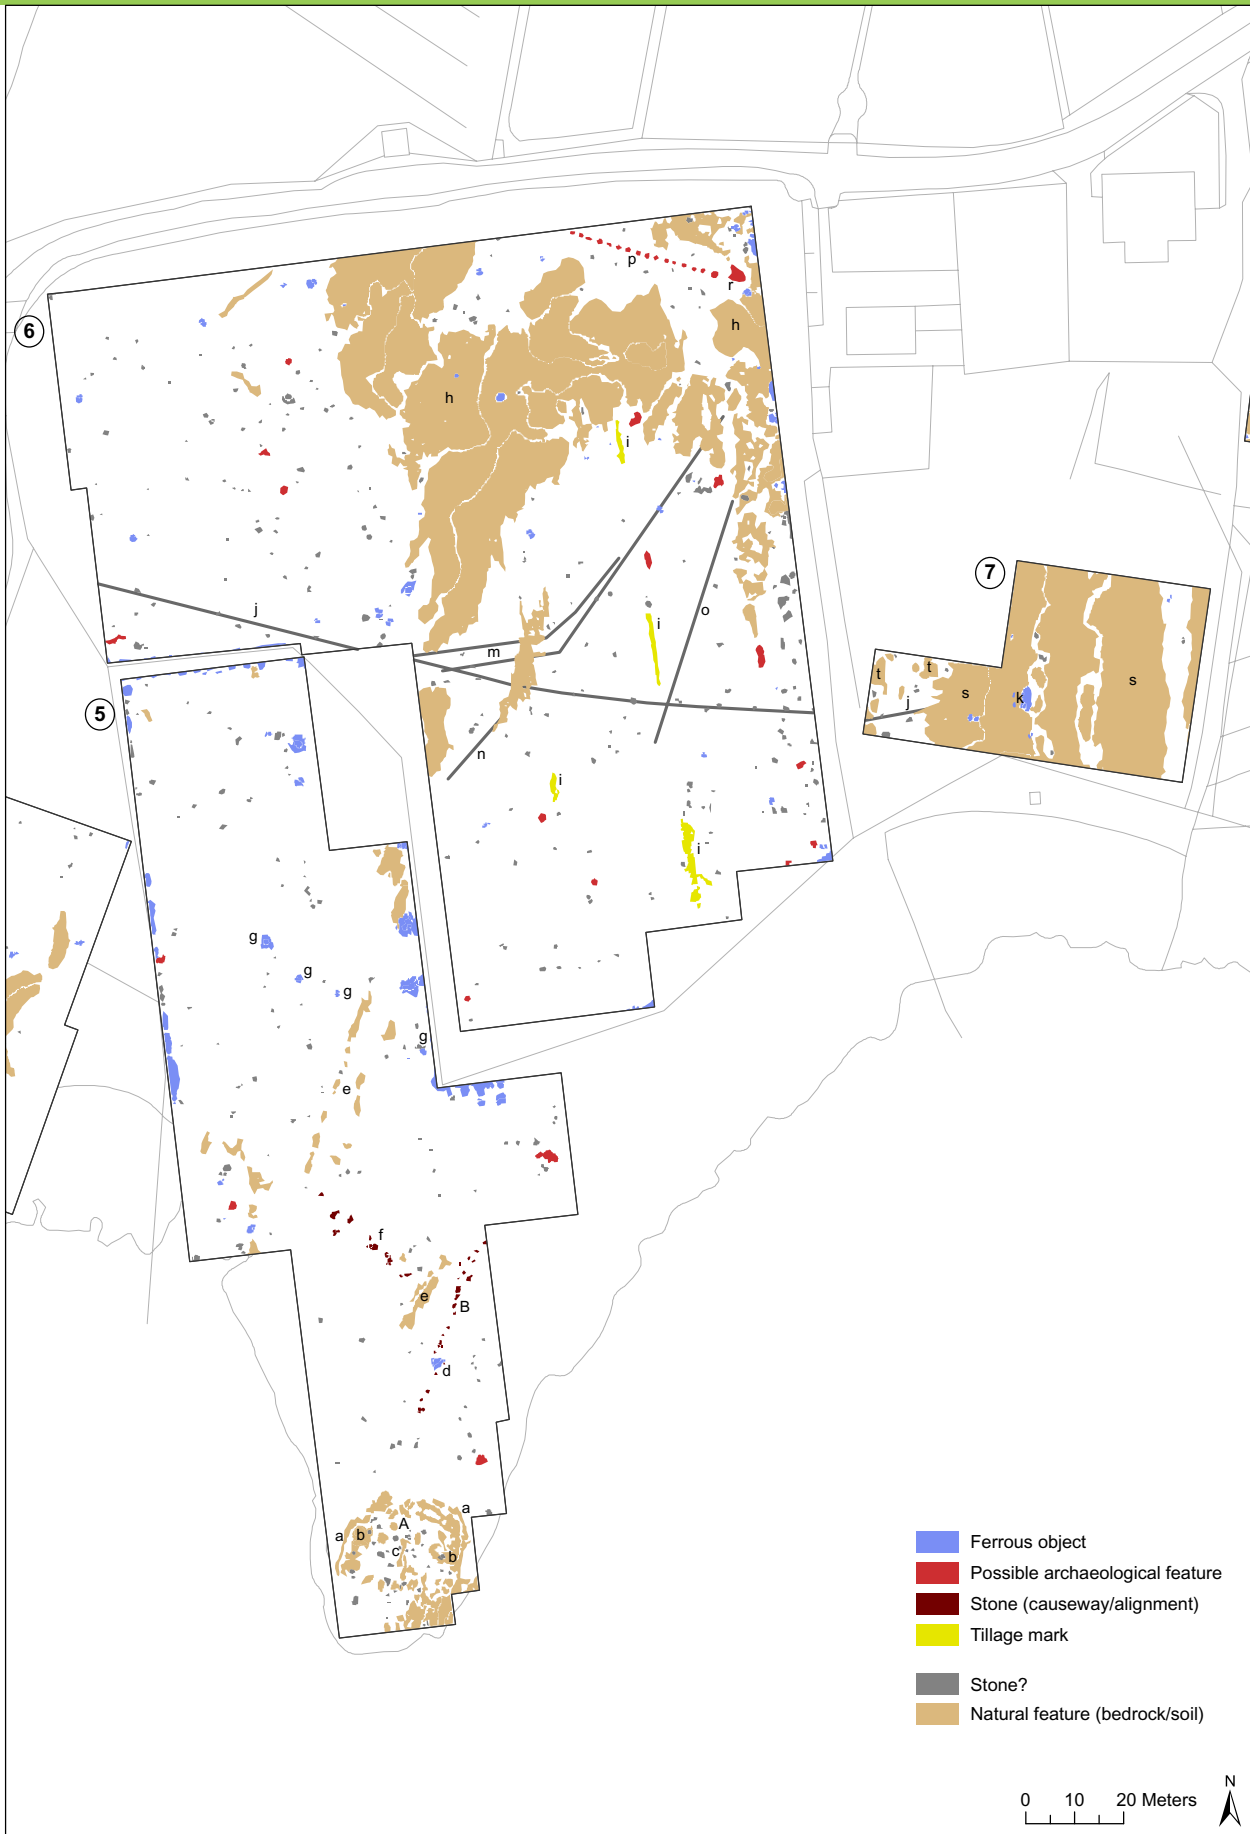 p
r
6
h
h
i
7
j
i
o
m
t
t
s
s
k
j
5
n
i
i
g
g
g
g
e
f
e
B
d
a
A
a
b
c
b
Ferrous object
Possible archaeological feature
Stone (causeway/alignment)
Tillage mark
Stone?
Natural feature (bedrock/soil)
N
0 10 20 Meters